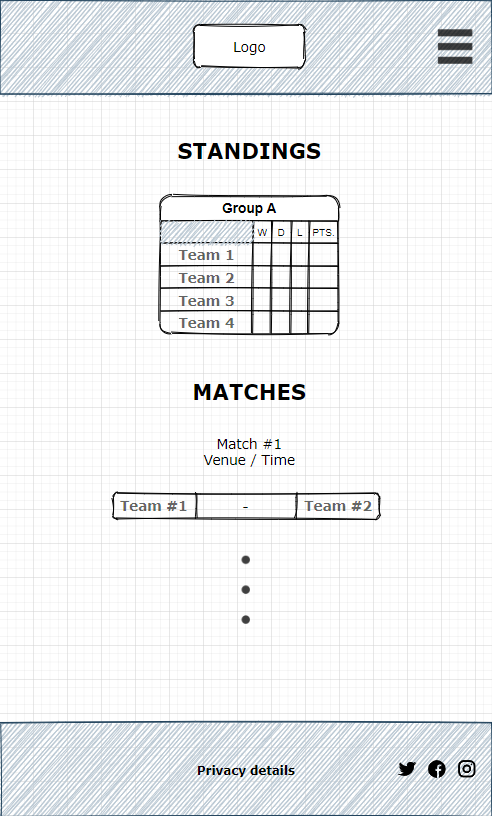 Logo
STANDINGS
Group A
W D L PTS.
Team 1
Team 2
Team 3
Team 4
MATCHES
Match #1
Venue / Time
Team #1 - Team #2
Privacy details